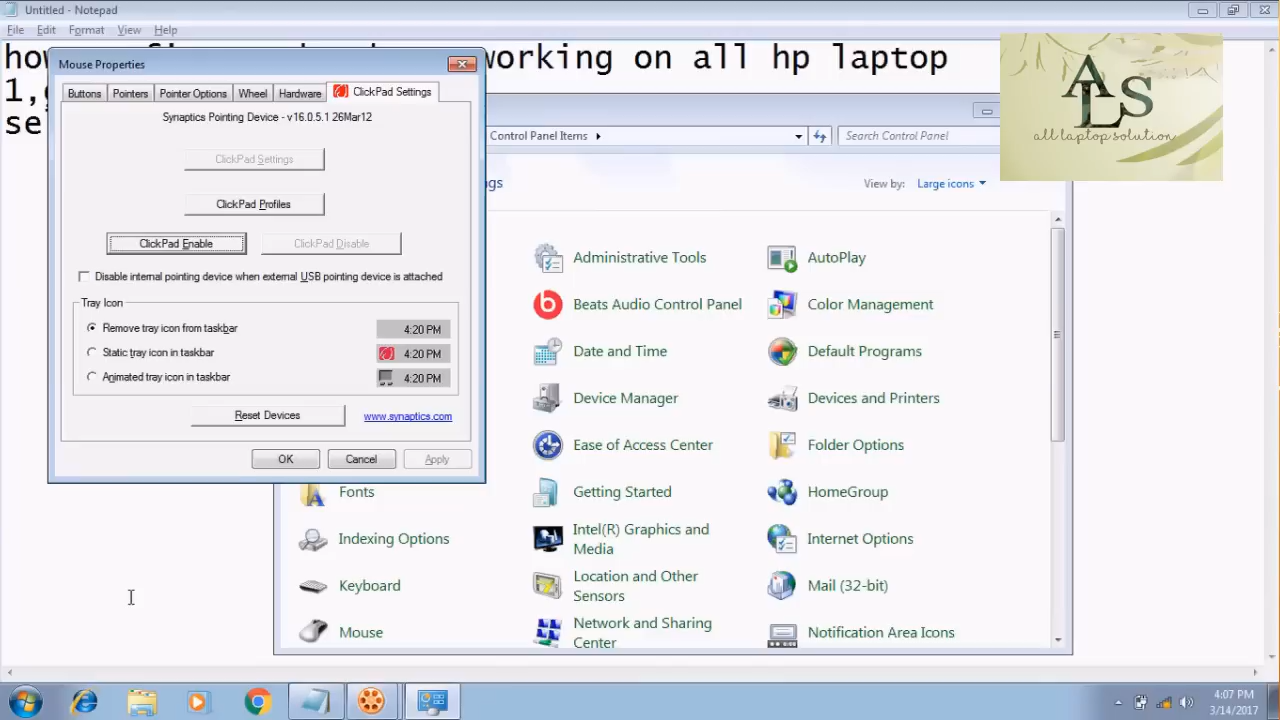 Untitled - Notepad
File Edit Format View Help
working on all hp laptop
1,
se
Mouse Properties
Buttons Pointers Pointer Options Wheel Hardware ClickPad Settings
Synaptics Pointing Device - v16.0.5.1 26Mar12
ClickPad Settings
ClickPad Profiles
ClickPad Enable ClickPad Disable
Disable internal pointing device when external USB pointing device is attached
Tray Icon
Remove tray icon from taskbar 4:20 PM
Static tray icon in taskbar 4:20 PM
Animated tray icon in taskbar 4:20 PM
Reset Devices www.synaptics.com
OK Cancel Apply
ALS
all laptop solution
Control Panel Items Search Control Panel
View by: Large icons
Administrative Tools AutoPlay
Beats Audio Control Panel Color Management
Date and Time Default Programs
Device Manager Devices and Printers
Ease of Access Center Folder Options
Fonts Getting Started HomeGroup
Indexing Options Intel(R) Graphics and Media Internet Options
Keyboard Location and Other Sensors Mail (32-bit)
Mouse Network and Sharing Center Notification Area Icons
4:07 PM
3/14/2017